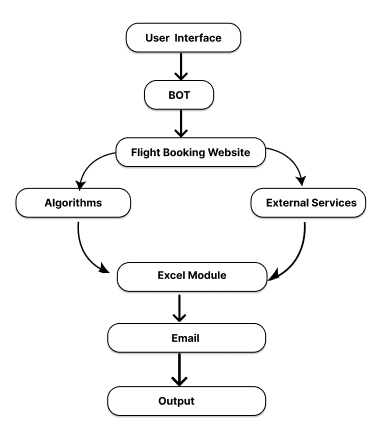 User Interface
BOT
Flight Booking Website
Algorithms
External Services
Excel Module
Email
Output